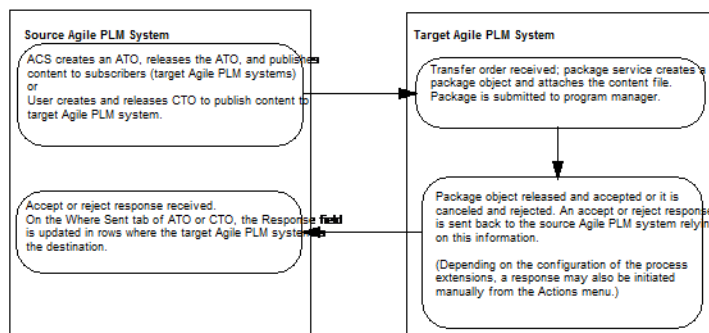 Source Agile PLM System
ACS creates an ATO, releases the ATO, and publishes
content to subscribers (target Agile PLM systems)
or
User creates and releases CTO to publish content to
target Agile PLM system.
Accept or reject response received.
On the Where Sent tab of ATO or CTO, the Response field
is updated in rows where the target Agile PLM system is
the destination.
Target Agile PLM System
Transfer order received; package service creates a
package object and attaches the content file.
Package is submitted to program manager.
Package object released and accepted or it is
canceled and rejected. An accept or reject response
is sent back to the source Agile PLM system relyin
on this information.
(Depending on the configuration of the process
extensions, a response may also be initiated
manually from the Actions menu.)